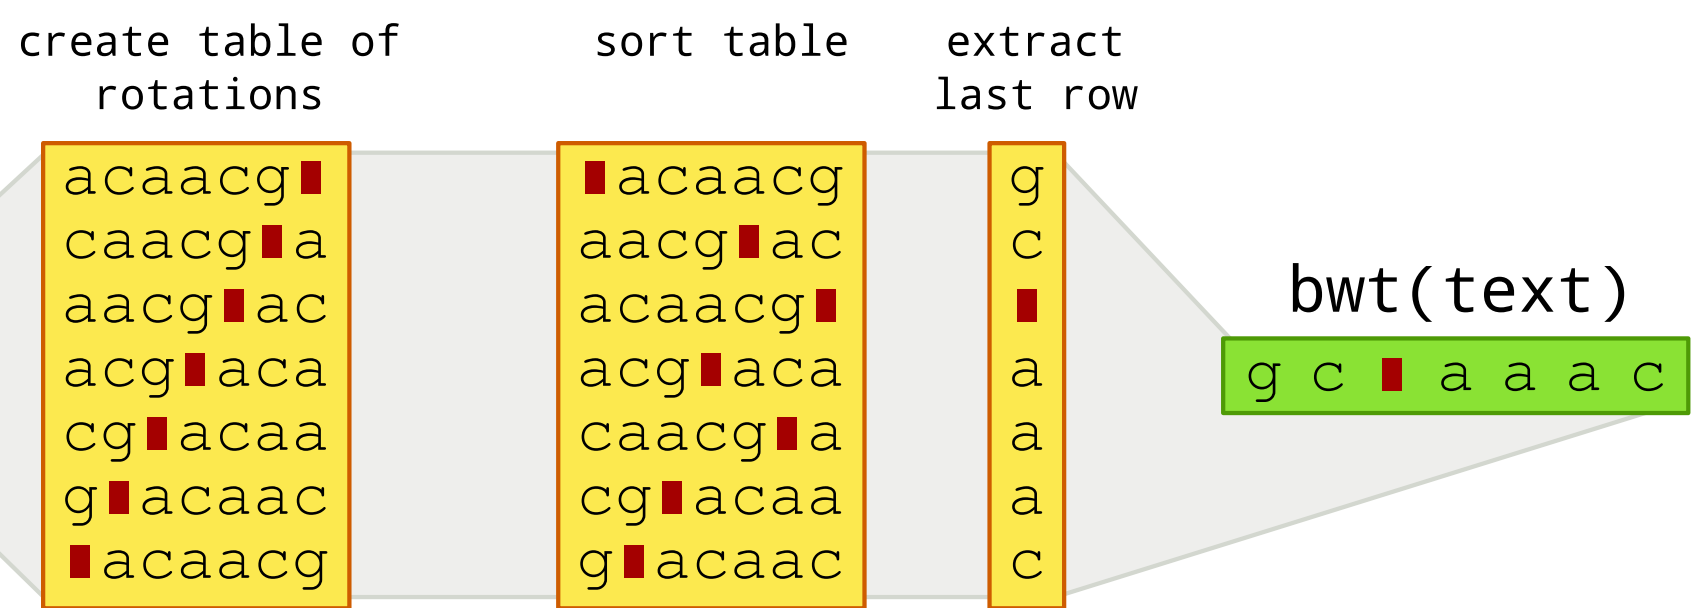 create table of
rotations
sort table
extract
last row
acaacg▮
caacg▮a
aacg▮ac
acg▮aca
cg▮acaa
g▮acaac
▮acaacg
▮acaacg
aacg▮ac
acaacg▮
acg▮aca
caacg▮a
cg▮acaa
g▮acaac
g
c
▮
a
a
a
c
bwt(text)
g c ▮ a a a c